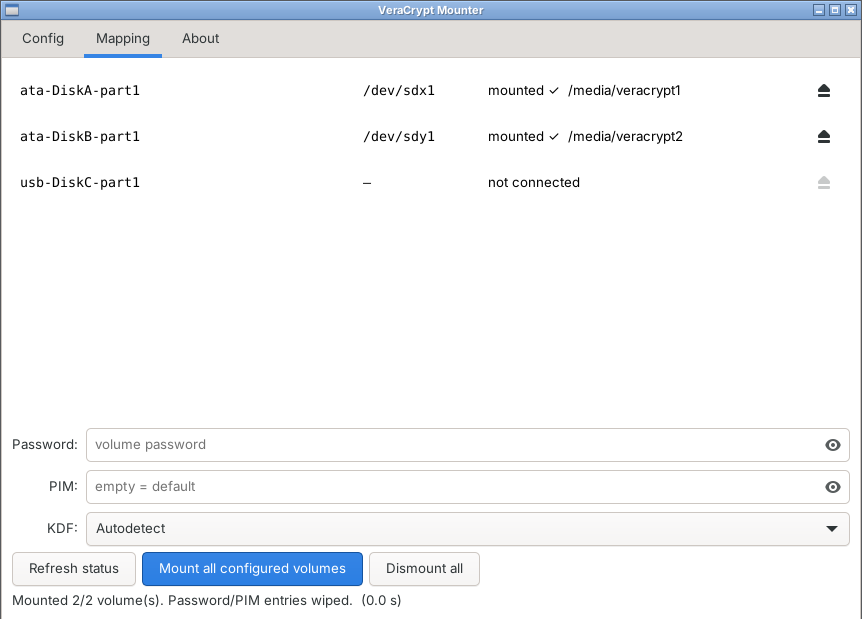 VeraCrypt Mounter
Config Mapping About
ata-DiskA-part1 /dev/sdx1 mounted ✓ /media/veracrypt1
ata-DiskB-part1 /dev/sdy1 mounted ✓ /media/veracrypt2
usb-DiskC-part1 — not connected
Password: volume password
PIM: empty = default
KDF: Autodetect
Refresh status Mount all configured volumes Dismount all
Mounted 2/2 volume(s). Password/PIM entries wiped. (0.0 s)